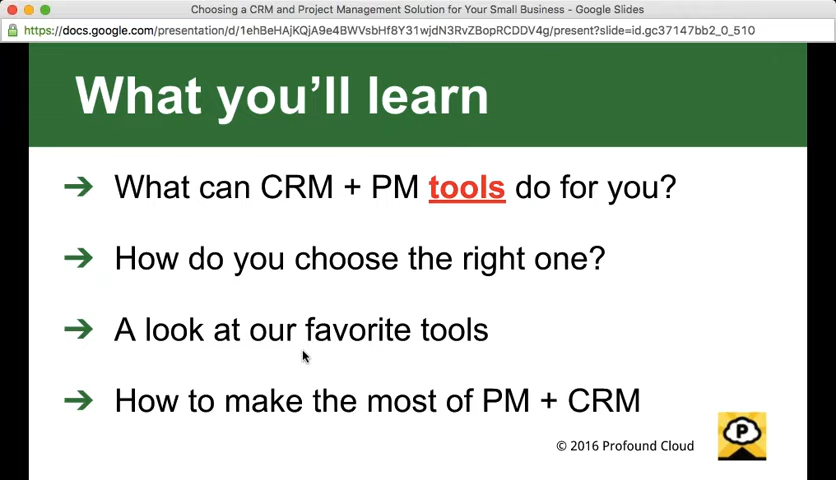 Choosing a CRM and Project Management Solution for Your Small Business - Google Slides
https://docs.google.com/presentation/d/1ehBeHAjKQjA9e4BWVsbHf8Y31wjdN3RvZBopRCDDV4g/present?slide=id.gc37147bb2_0_510
What you'll learn
➔ What can CRM + PM tools do for you?
➔ How do you choose the right one?
➔ A look at our favorite tools
➔ How to make the most of PM + CRM
© 2016 Profound Cloud
P